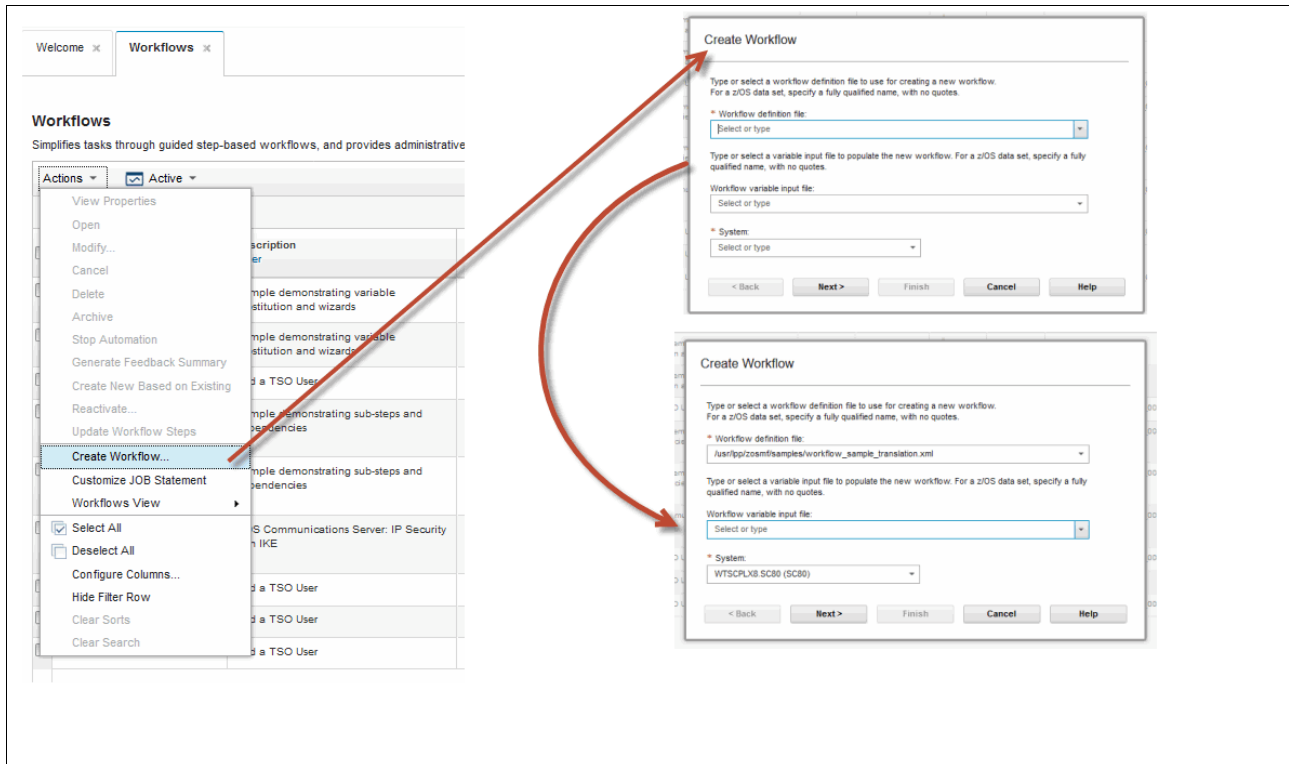 Welcome ×
Workflows ×
Workflows
Simplifies tasks through guided step-based workflows, and provides administrative
Actions
Active
View Properties
Open
Modify...
Cancel
Delete
Archive
Stop Automation
Generate Feedback Summary
Create New Based on Existing
Reactivate...
Update Workflow Steps
Create Workflow...
Customize JOB Statement
Workflows View
Select All
Deselect All
Configure Columns...
Hide Filter Row
Clear Sorts
Clear Search
scription
er
mple demonstrating variable
stitution and wizards
mple demonstrating variable
stitution and wizards
d a TSO User
mple demonstrating sub-steps and
pendencies
mple demonstrating sub-steps and
pendencies
S Communications Server: IP Security
IKE
d a TSO User
d a TSO User
d a TSO User
Create Workflow
Type or select a workflow definition file to use for creating a new workflow.
For a z/OS data set, specify a fully qualified name, with no quotes.
* Workflow definition file:
Select or type
Type or select a variable input file to populate the new workflow. For a z/OS data set, specify a fully
qualified name, with no quotes.
Workflow variable input file:
Select or type
* System:
Select or type
< Back Next > Finish Cancel Help
Create Workflow
Type or select a workflow definition file to use for creating a new workflow.
For a z/OS data set, specify a fully qualified name, with no quotes.
* Workflow definition file:
/usr/lpp/zosmf/samples/workflow_sample_translation.xml
Type or select a variable input file to populate the new workflow. For a z/OS data set, specify a fully
qualified name, with no quotes.
Workflow variable input file:
Select or type
* System:
WTSCPLX8.SC80 (SC80)
< Back Next > Finish Cancel Help